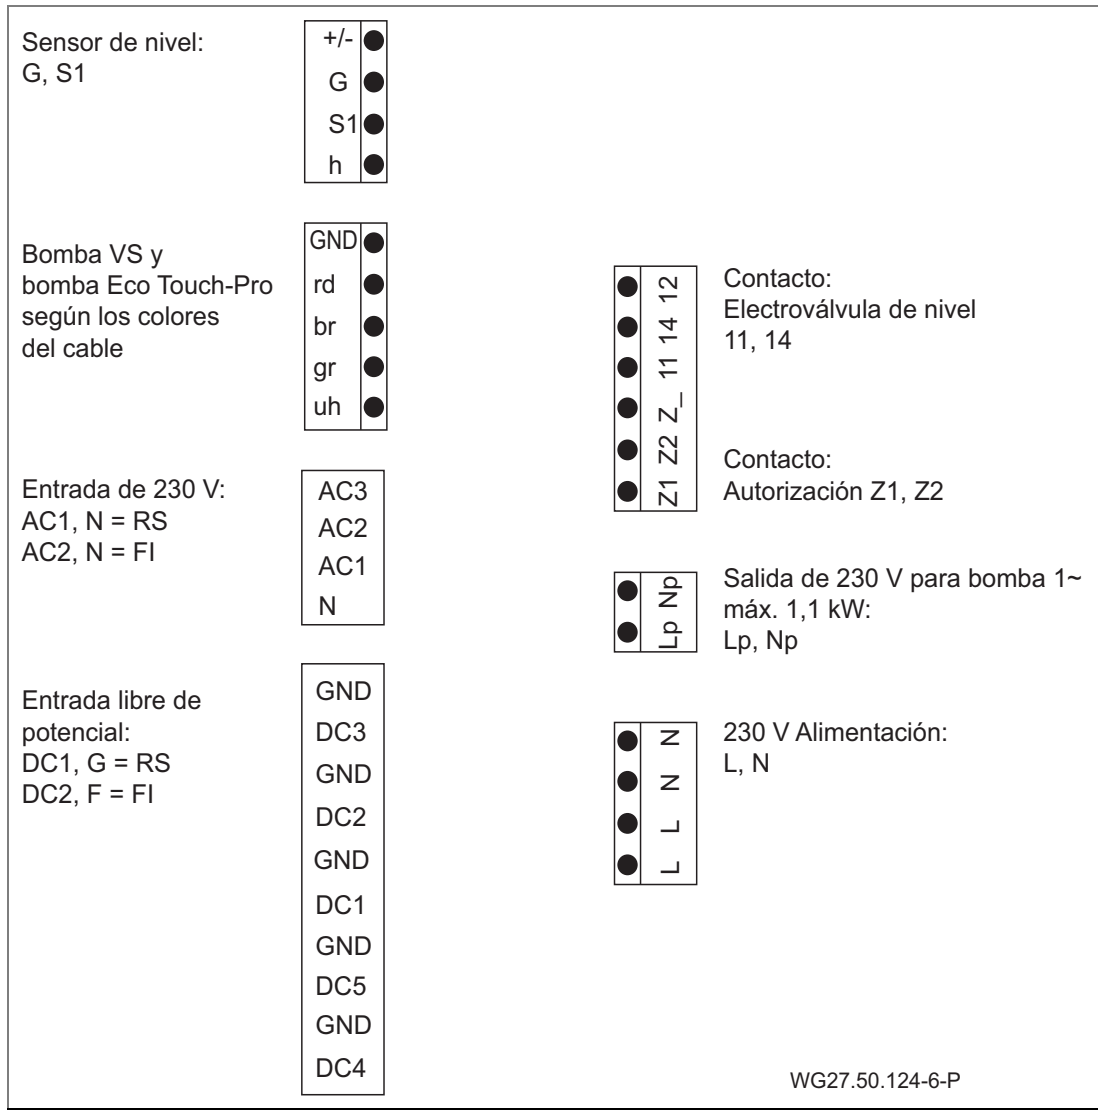 Sensor de nivel:
G, S1
+/-
G
S1
h
Bomba VS y
bomba Eco Touch-Pro
según los colores
del cable
GND
rd
br
gr
uh
Entrada de 230 V:
AC1, N = RS
AC2, N = FI
AC3
AC2
AC1
N
Entrada libre de
potencial:
DC1, G = RS
DC2, F = FI
GND
DC3
GND
DC2
GND
DC1
GND
DC5
GND
DC4
Z1 Z2 Z_ 11 14 12
Contacto:
Electroválvula de nivel
11, 14
Contacto:
Autorización Z1, Z2
Lp Np
Salida de 230 V para bomba 1~
máx. 1,1 kW:
Lp, Np
L L N N
230 V Alimentación:
L, N
WG27.50.124-6-P